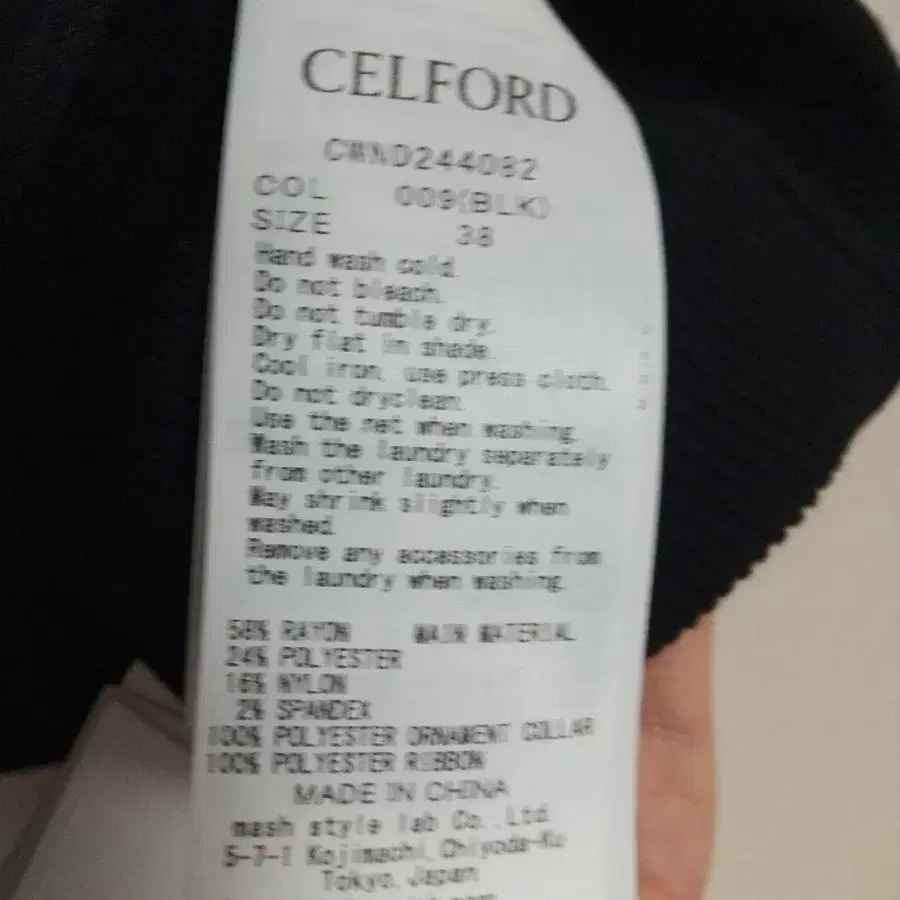 CELFORD
CWND244082
COL 009(BLK)
SIZE 38
Hand wash cold.
Do not bleach.
Do not tumble dry.
Dry flat in shade.
Cool iron, use press cloth.
Do not dryclean.
Use the net when washing.
Wash the laundry separately
from other laundry.
May shrink slightly when
washed.
Remove any accessories from
the laundry when washing.
58% RAYON MAIN MATERIAL
24% POLYESTER
16% NYLON
2% SPANDEX
100% POLYESTER ORNAMENT COLLAR
100% POLYESTER RIBBON
MADE IN CHINA
mash style lab Co.,Ltd.
5-7-1 Kojimachi, Chiyoda-Ku
Tokyo, Japan